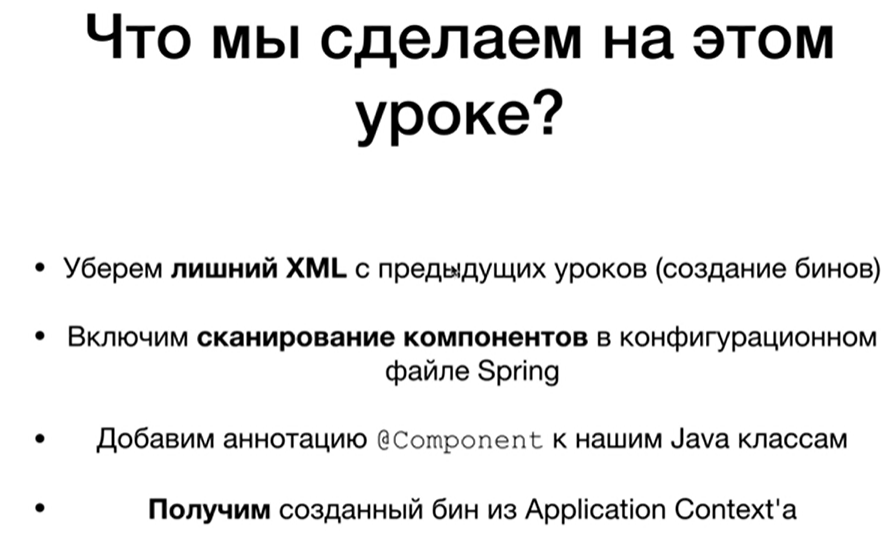 Что мы сделаем на этом
уроке?
• Уберем лишний XML с предыдущих уроков (создание бинов)
• Включим сканирование компонентов в конфигурационном
файле Spring
• Добавим аннотацию @Component к нашим Java классам
• Получим созданный бин из Application Context'а